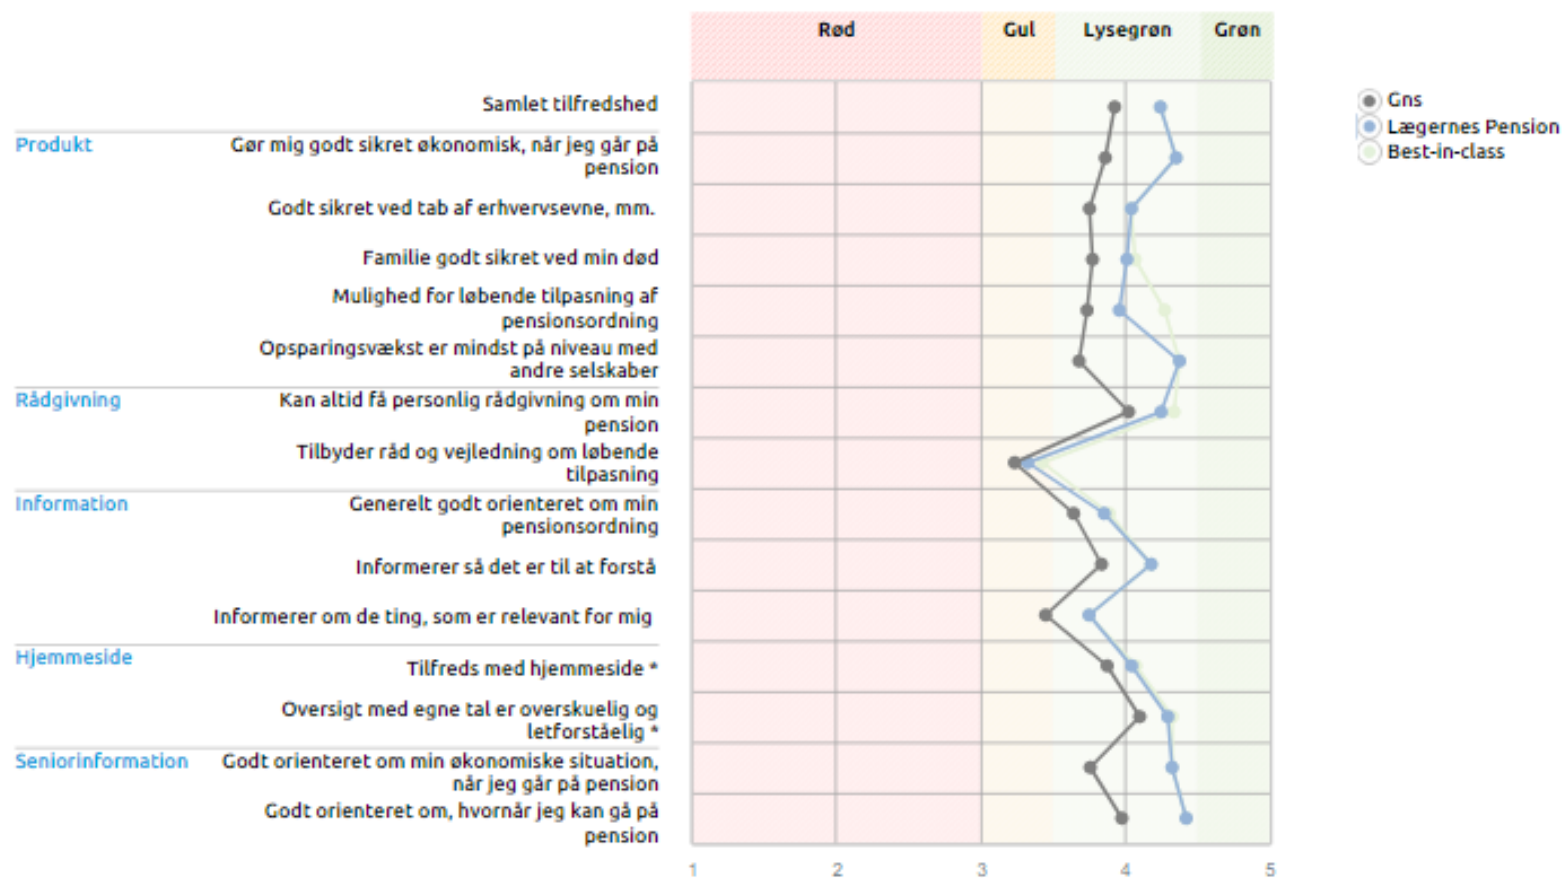 Rød Gul Lysegrøn Grøn
Gns
Lægernes Pension
Best-in-class
Samlet tilfredshed
Produkt
Gør mig godt sikret økonomisk, når jeg går på
pension
Godt sikret ved tab af erhvervsevne, mm.
Familie godt sikret ved min død
Mulighed for løbende tilpasning af
pensionsordning
Opsparingsvækst er mindst på niveau med
andre selskaber
Rådgivning
Kan altid få personlig rådgivning om min
pension
Tilbyder råd og vejledning om løbende
tilpasning
Information
Generelt godt orienteret om min
pensionsordning
Informerer så det er til at forstå
Informerer om de ting, som er relevant for mig
Hjemmeside
Tilfreds med hjemmeside *
Oversigt med egne tal er overskuelig og
letforståelig *
Seniorinformation
Godt orienteret om min økonomiske situation,
når jeg går på pension
Godt orienteret om, hvornår jeg kan gå på
pension
1 2 3 4 5